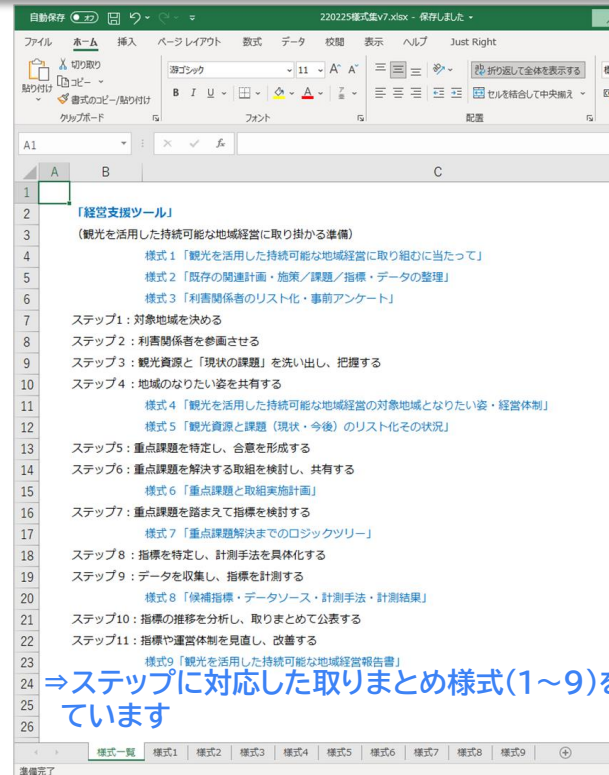 自動保存 オフ 220225様式集v7.xlsx - 保存しました
ファイル ホーム 挿入 ページ レイアウト 数式 データ 校閲 表示 ヘルプ Just Right
貼り付け 切り取り コピー 書式のコピー/貼り付け
游ゴシック 11 A A
B I U A
折り返して全体を表示する
セルを結合して中央揃え
クリップボード フォント 配置
A1 fx
A B C
1
2 「経営支援ツール」
3 （観光を活用した持続可能な地域経営に取り掛かる準備）
4 様式１「観光を活用した持続可能な地域経営に取り組むに当たって」
5 様式２「既存の関連計画・施策／課題／指標・データの整理」
6 様式３「利害関係者のリスト化・事前アンケート」
7 ステップ1：対象地域を決める
8 ステップ２：利害関係者を参画させる
9 ステップ３：観光資源と「現状の課題」を洗い出し、把握する
10 ステップ４：地域のなりたい姿を共有する
11 様式４「観光を活用した持続可能な地域経営の対象地域となりたい姿・経営体制」
12 様式５「観光資源と課題（現状・今後）のリスト化その状況」
13 ステップ5：重点課題を特定し、合意を形成する
14 ステップ6：重点課題を解決する取組を検討し、共有する
15 様式６「重点課題と取組実施計画」
16 ステップ7：重点課題を踏まえて指標を検討する
17 様式７「重点課題解決までのロジックツリー」
18 ステップ８：指標を特定し、計測手法を具体化する
19 ステップ９：データを収集し、指標を計測する
20 様式８「候補指標・データソース・計測手法・計測結果」
21 ステップ10：指標の推移を分析し、取りまとめて公表する
22 ステップ11：指標や運営体制を見直し、改善する
23 様式9「観光を活用した持続可能な地域経営報告書」
24 ⇒ステップに対応した取りまとめ様式(1～9)を
25 ています
26
様式一覧 様式1 様式2 様式3 様式4 様式5 様式6 様式7 様式8 様式9
準備完了